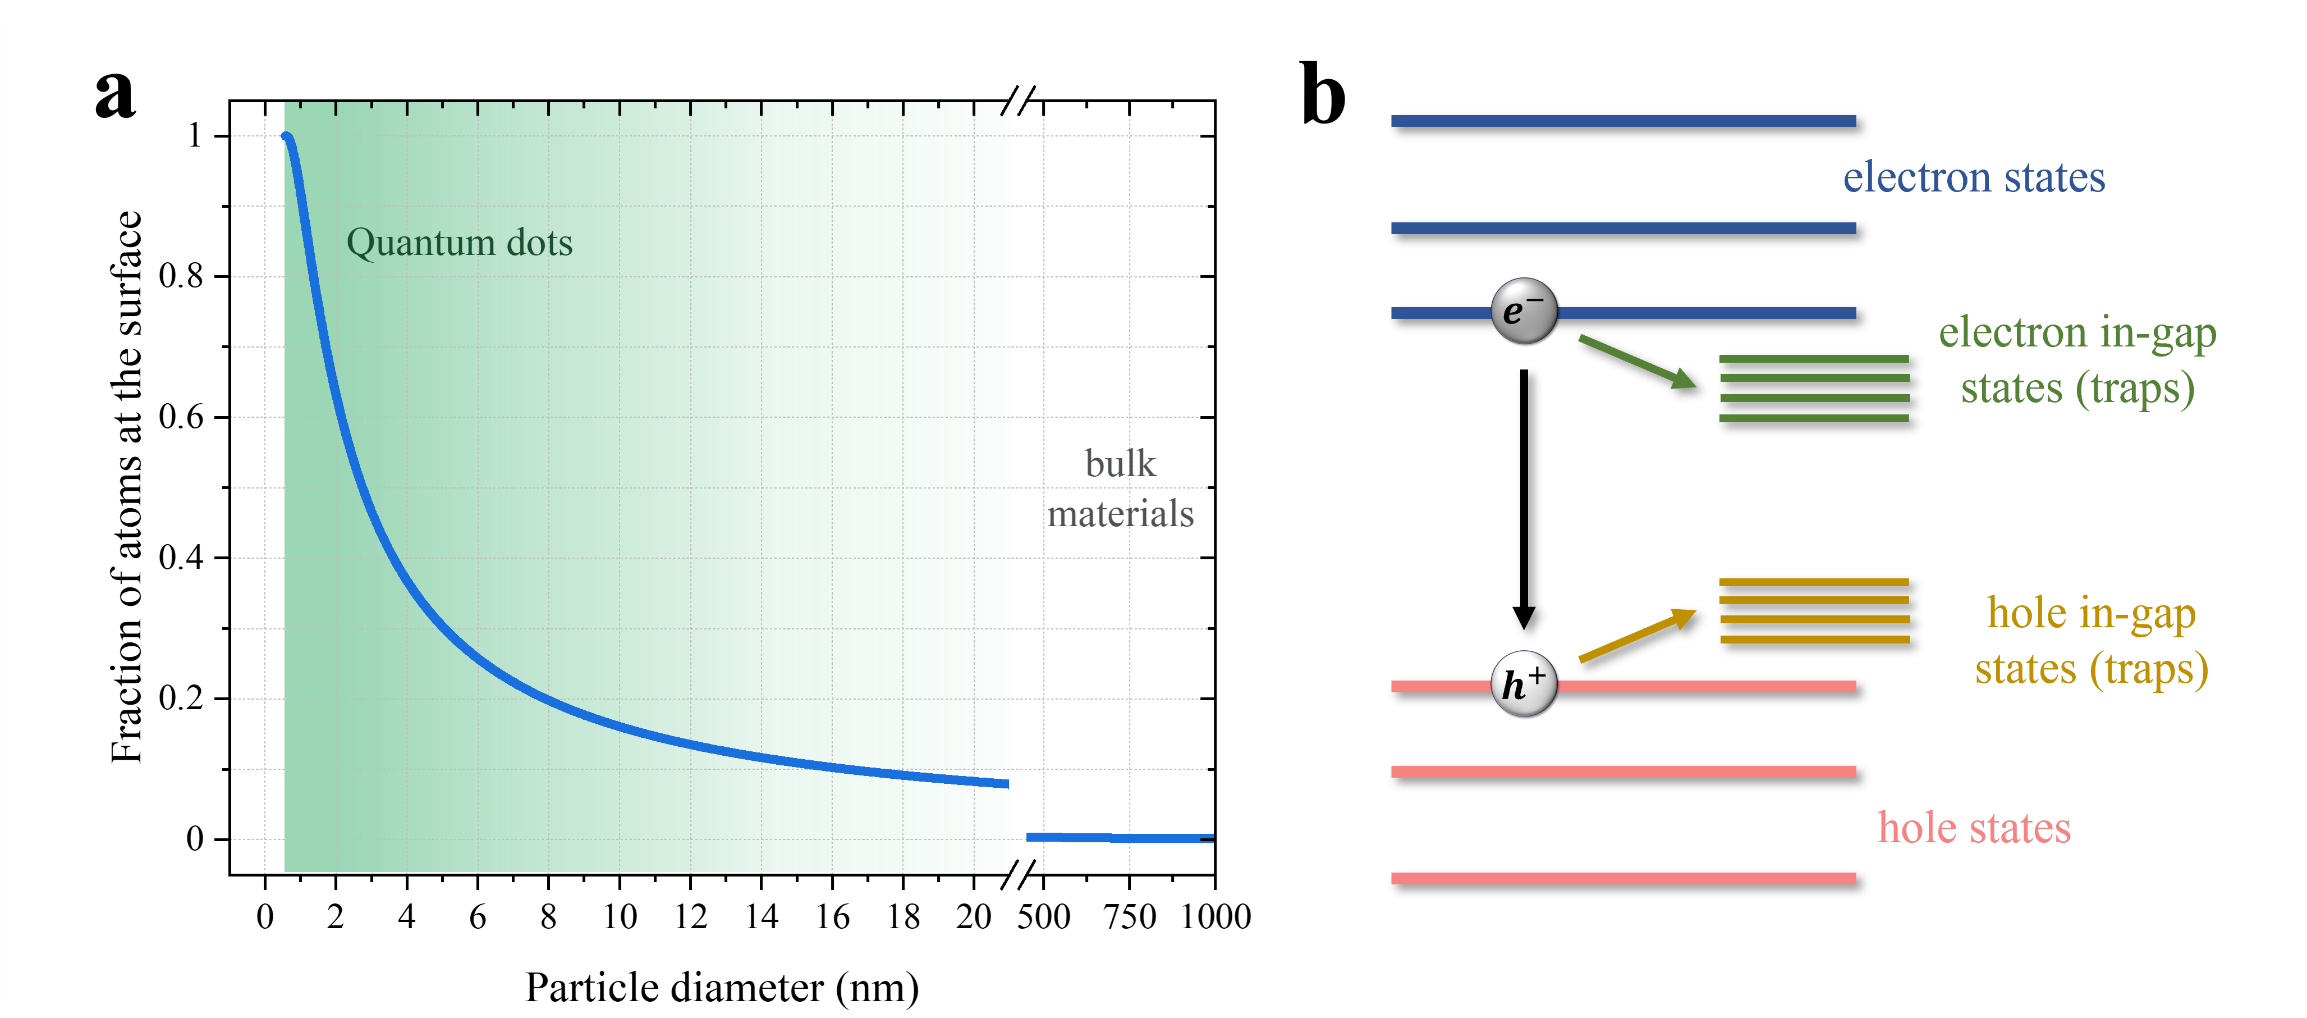 a
Fraction of atoms at the surface
1
0.8
0.6
0.4
0.2
0
Quantum dots
bulk
materials
0 2 4 6 8 10 12 14 16 18 20 500 750 1000
Particle diameter (nm)
b
electron states
e⁻
electron in-gap
states (traps)
hole in-gap
states (traps)
h⁺
hole states